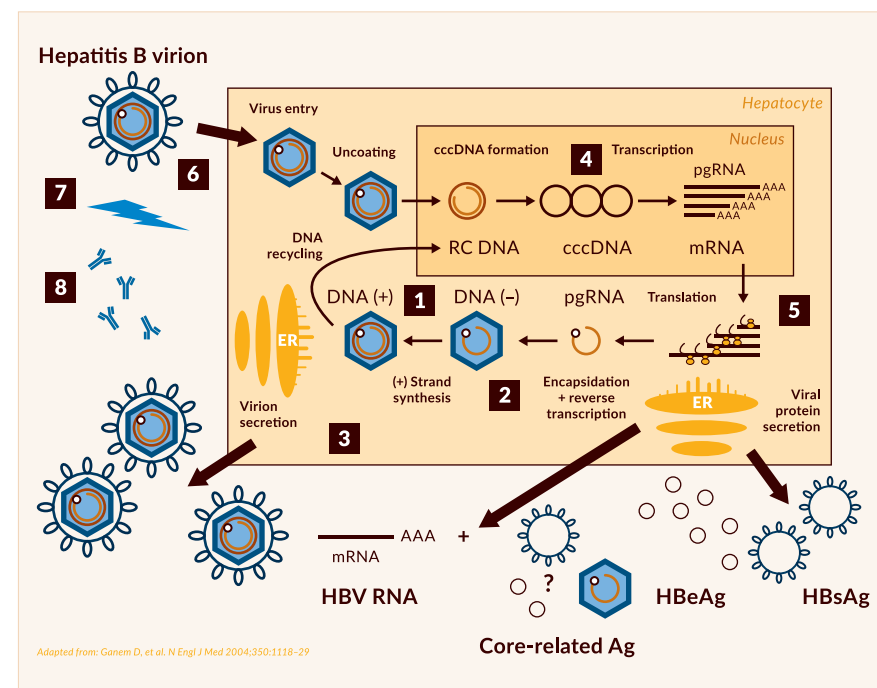 Hepatitis B virion
Hepatocyte
Virus entry
Nucleus
Uncoating
cccDNA formation
4
Transcription
6
pgRNA
7
AAA
AAA
AAA
AAA
DNA
recycling
RC DNA
cccDNA
mRNA
8
DNA (+)
1
DNA (–)
pgRNA
Translation
5
ER
(+) Strand
synthesis
2
Encapsidation
+ reverse
transcription
ER
Viral
protein
secretion
Virion
secretion
3
AAA
+
mRNA
HBV RNA
?
HBeAg
HBsAg
Core-related Ag
Adapted from: Ganem D, et al. N Engl J Med 2004;350:1118–29